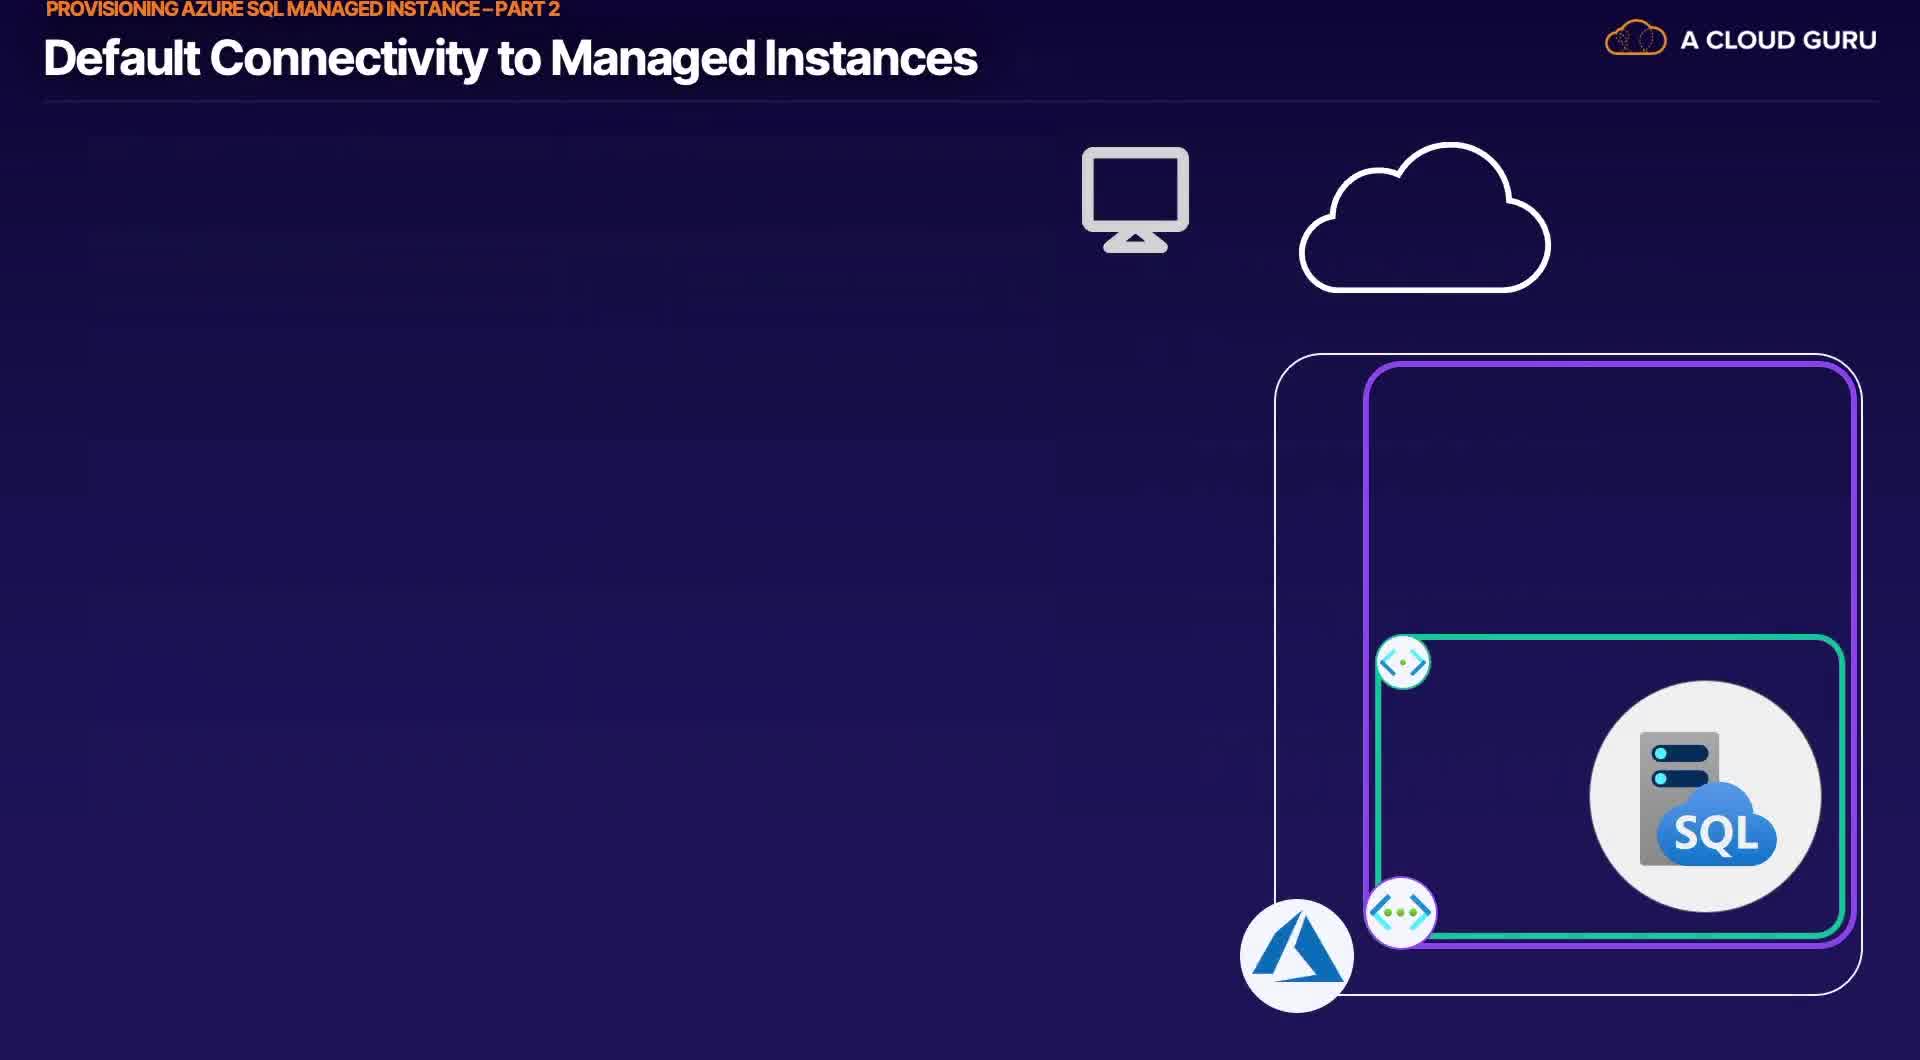 PROVISIONING AZURE SQL MANAGED INSTANCE – PART 2
Default Connectivity to Managed Instances
A CLOUD GURU
SQL